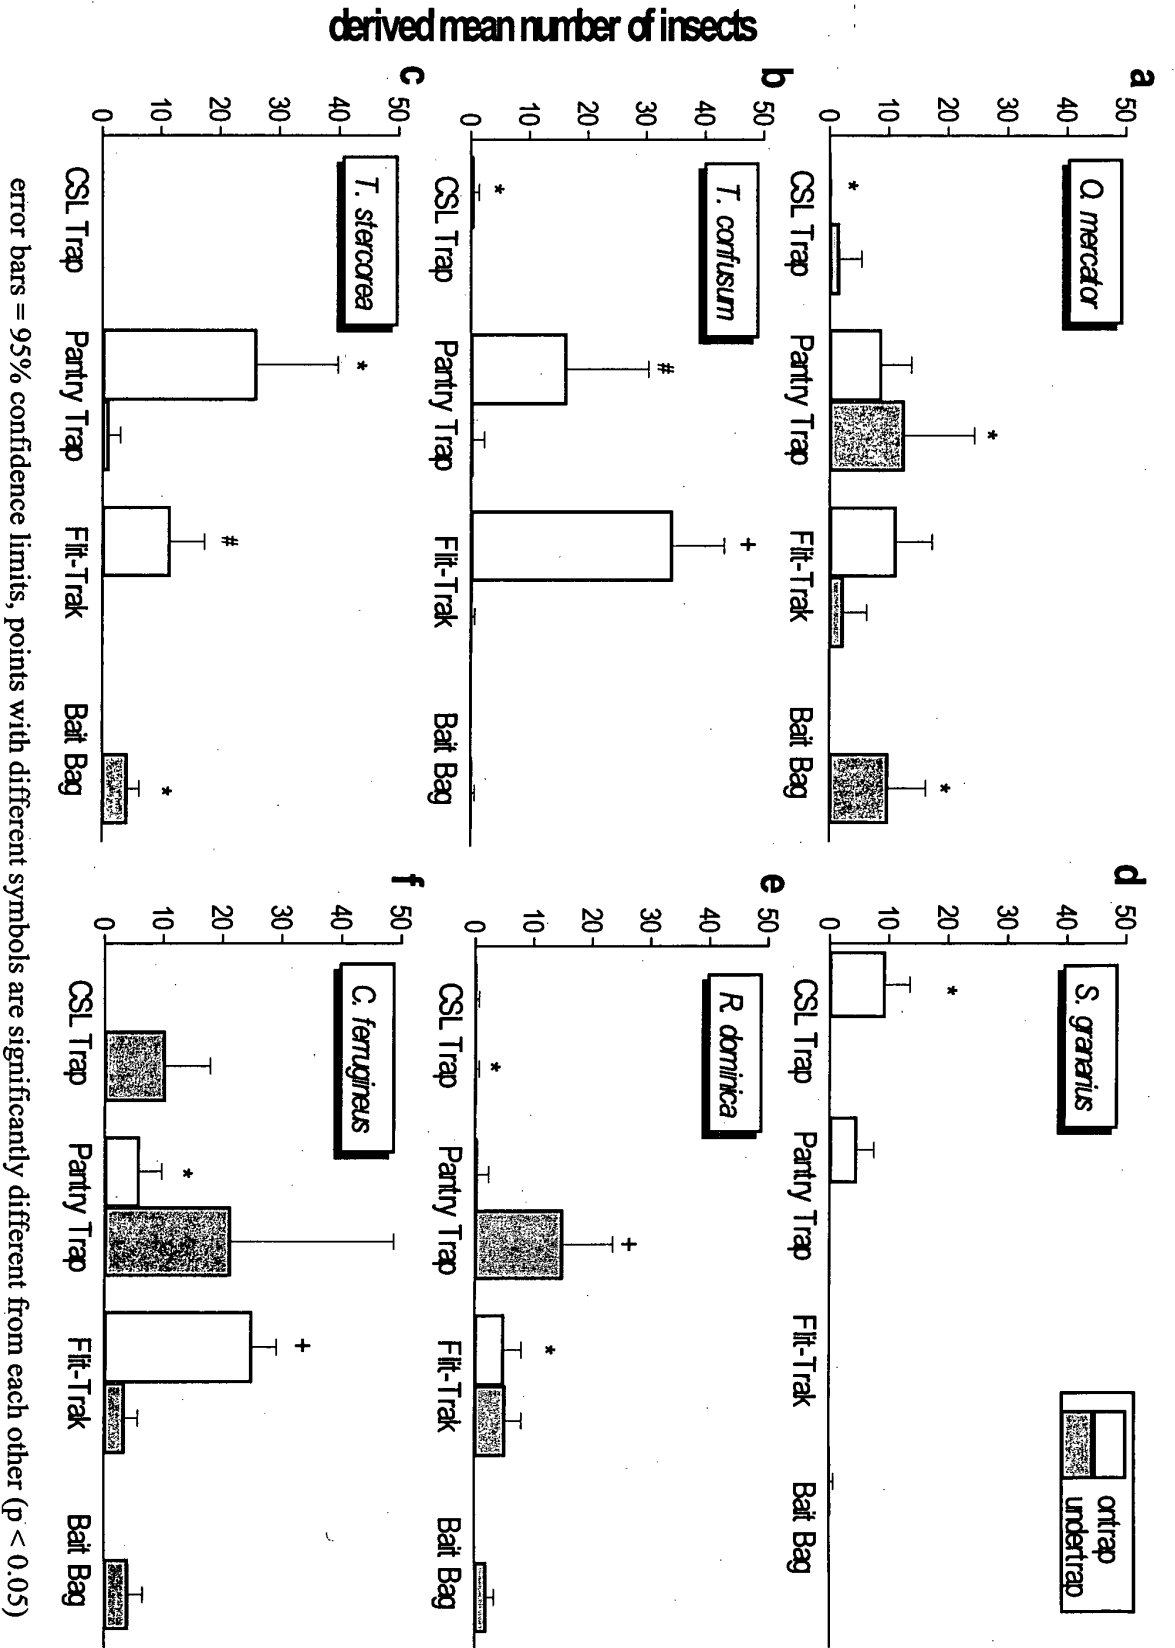 derived mean number of insects
a
50
40
30
20
10
0
O. mercator
*
*
*
CSL Trap
Pantry Trap
Flit-Trak
Bait Bag
b
50
40
30
20
10
0
T. confusum
*
#
+
CSL Trap
Pantry Trap
Flit-Trak
Bait Bag
c
50
40
30
20
10
0
T. stercorea
*
#
*
CSL Trap
Pantry Trap
Flit-Trak
Bait Bag
d
50
40
30
20
10
0
S. granarius
ontrap
undertrap
*
CSL Trap
Pantry Trap
Flit-Trak
Bait Bag
e
50
40
30
20
10
0
R. dominica
*
+
*
CSL Trap
Pantry Trap
Flit-Trak
Bait Bag
f
50
40
30
20
10
0
C. ferrugineus
*
+
CSL Trap
Pantry Trap
Flit-Trak
Bait Bag
error bars = 95% confidence limits, points with different symbols are significantly different from each other (p < 0.05)